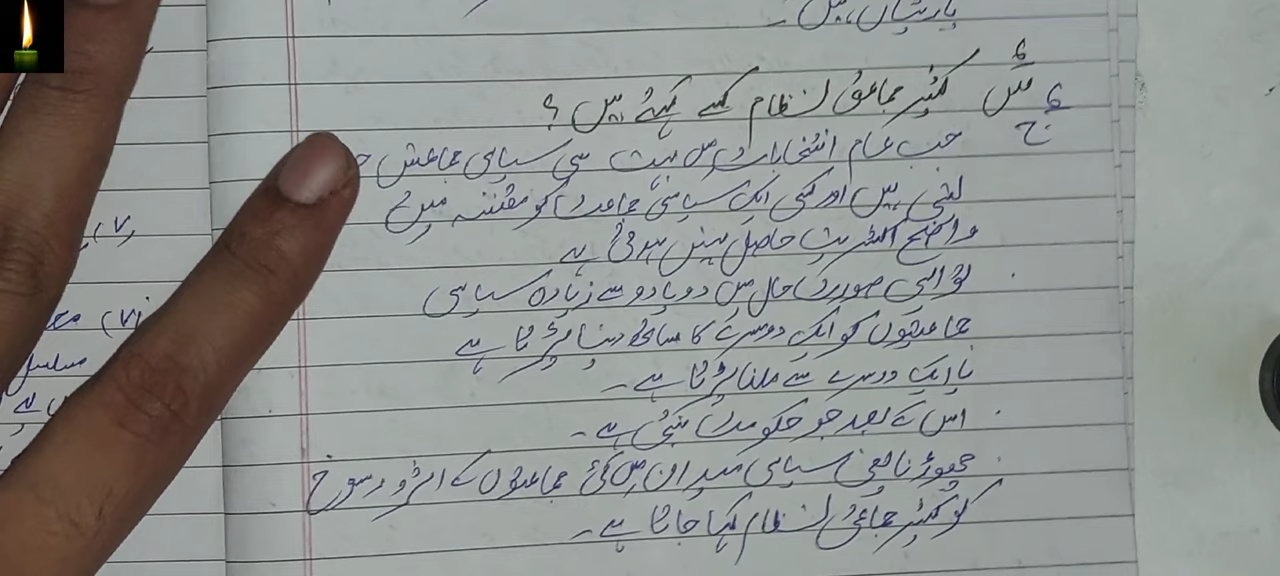 پارٹیاں ہیں۔
س کثیر جماعتی نظام کسے کہتے ہیں ؟
ج جب عام انتخابات میں بہت سی سیاسی جماعتیں
لیتی ہیں اور کسی ایک سیاسی جماعت کو مقننہ میں
واضح اکثریت حاصل نہیں ہوتی ہے
تو ایسی صورت حال میں دو یا دو سے زیادہ سیاسی
جماعتوں کو ایک دوسرے کا ساتھ دینا پڑتا ہے
یا ایک دوسرے سے ملنا پڑتا ہے۔
اس کے بعد جو حکومت بنتی ہے۔
سیاسی میدان میں کئی جماعتوں کے اثر و رسوخ
کو کثیر جماعتی نظام کہا جاتا ہے۔
(v)
(vi)
مسلسل